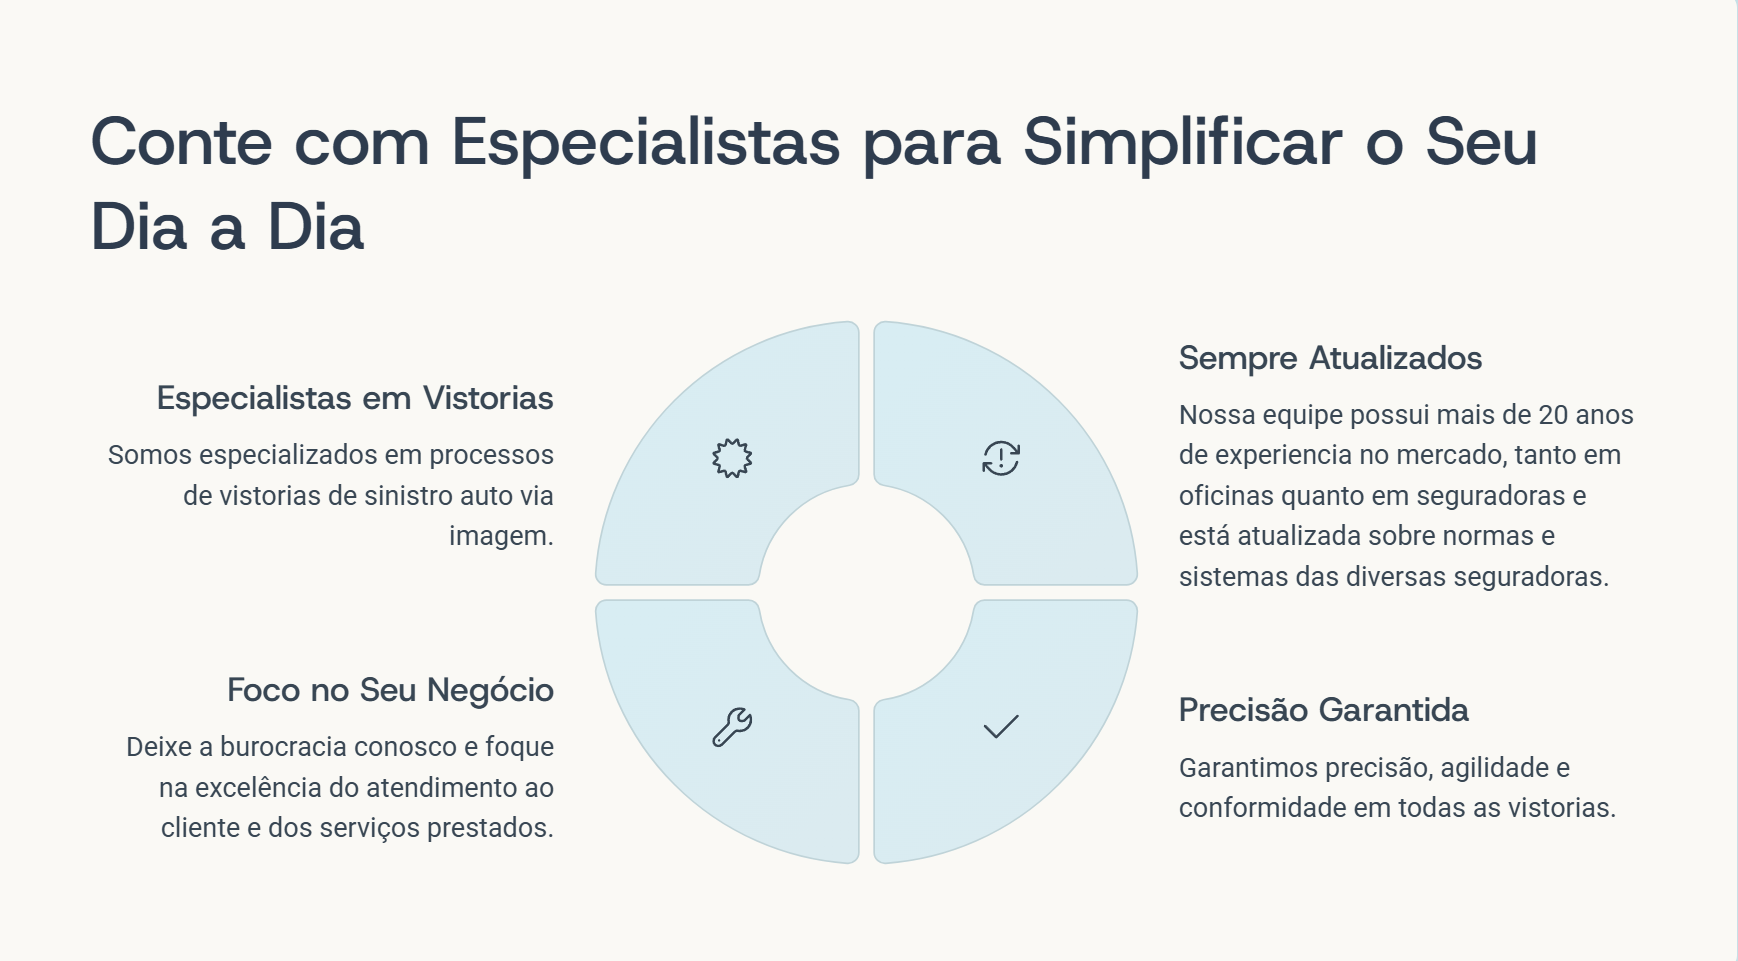 Conte com Especialistas para Simplificar o Seu
Dia a Dia
Especialistas em Vistorias
Somos especializados em processos
de vistorias de sinistro auto via
imagem.
Sempre Atualizados
Nossa equipe possui mais de 20 anos
de experiencia no mercado, tanto em
oficinas quanto em seguradoras e
está atualizada sobre normas e
sistemas das diversas seguradoras.
Foco no Seu Negócio
Deixe a burocracia conosco e foque
na excelência do atendimento ao
cliente e dos serviços prestados.
Precisão Garantida
Garantimos precisão, agilidade e
conformidade em todas as vistorias.